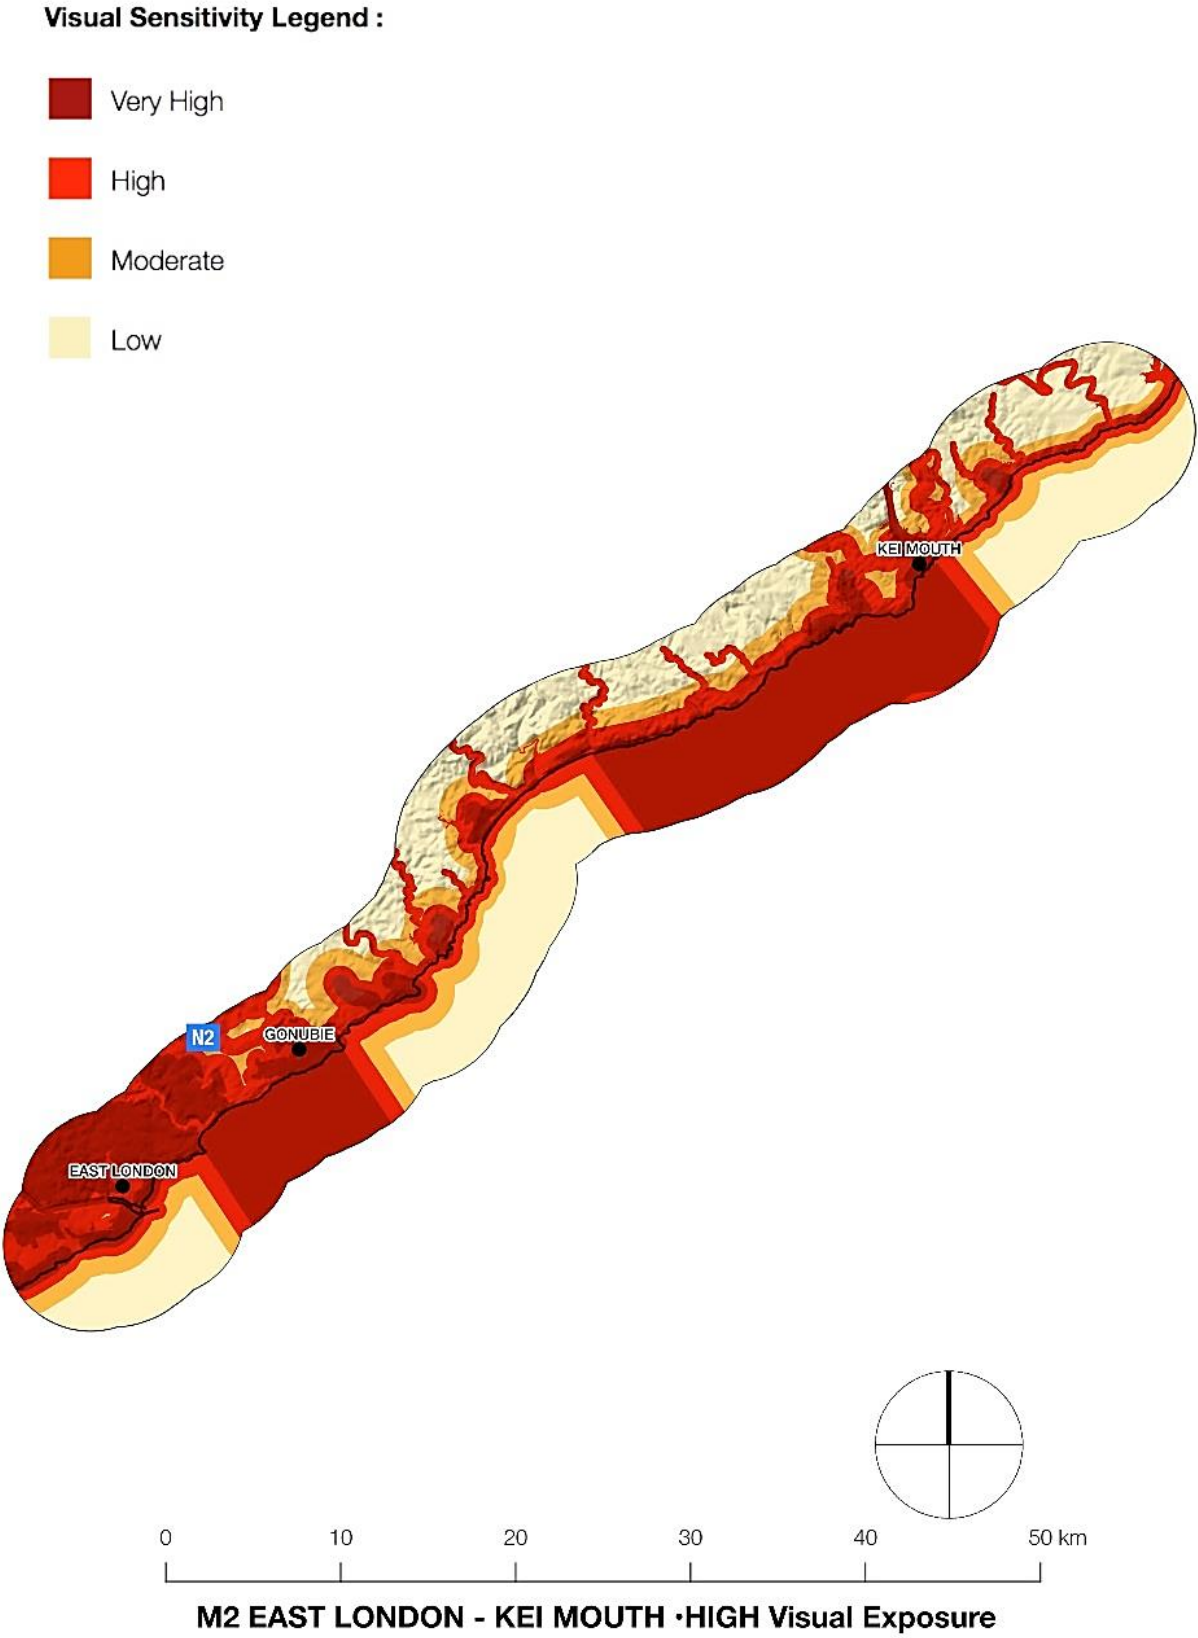 Visual Sensitivity Legend :
Very High
High
Moderate
Low
KEI MOUTH
N2
GONUBIE
EAST LONDON
0 10 20 30 40 50 km
M2 EAST LONDON - KEI MOUTH •HIGH Visual Exposure